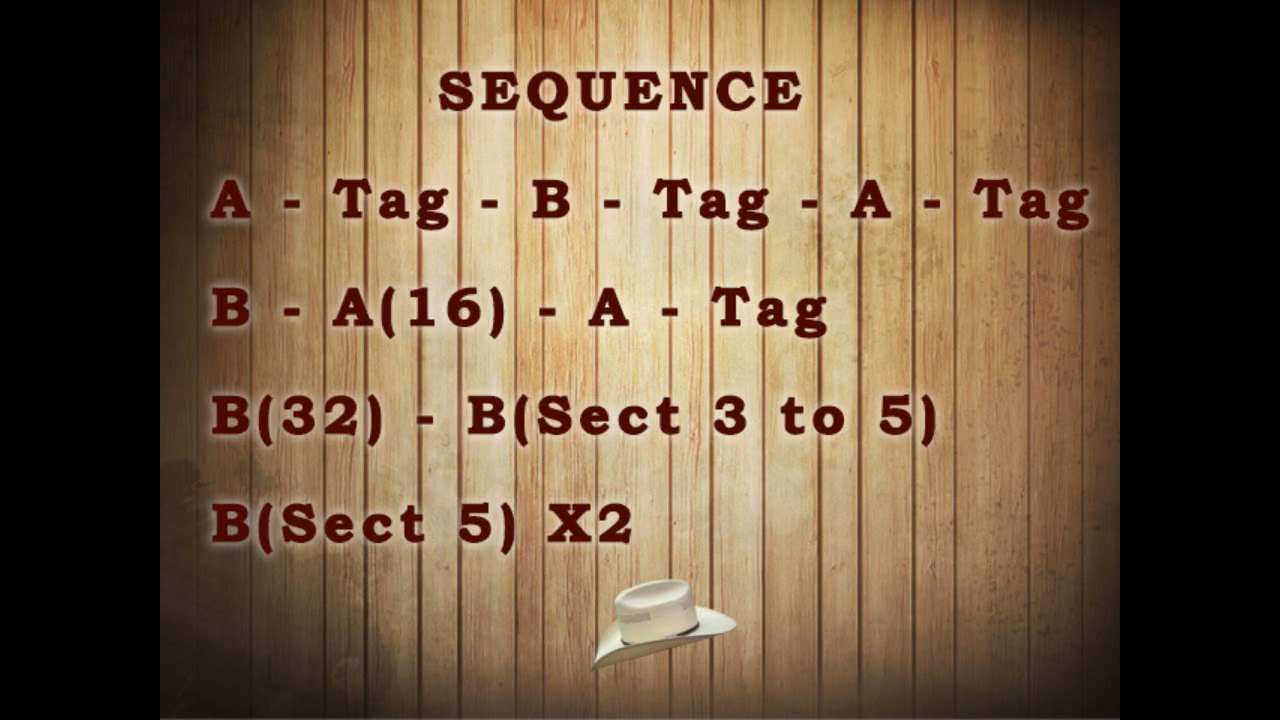 SEQUENCE
A - Tag - B - Tag - A - Tag
B - A(16) - A - Tag
B(32) - B(Sect 3 to 5)
B(Sect 5) X2